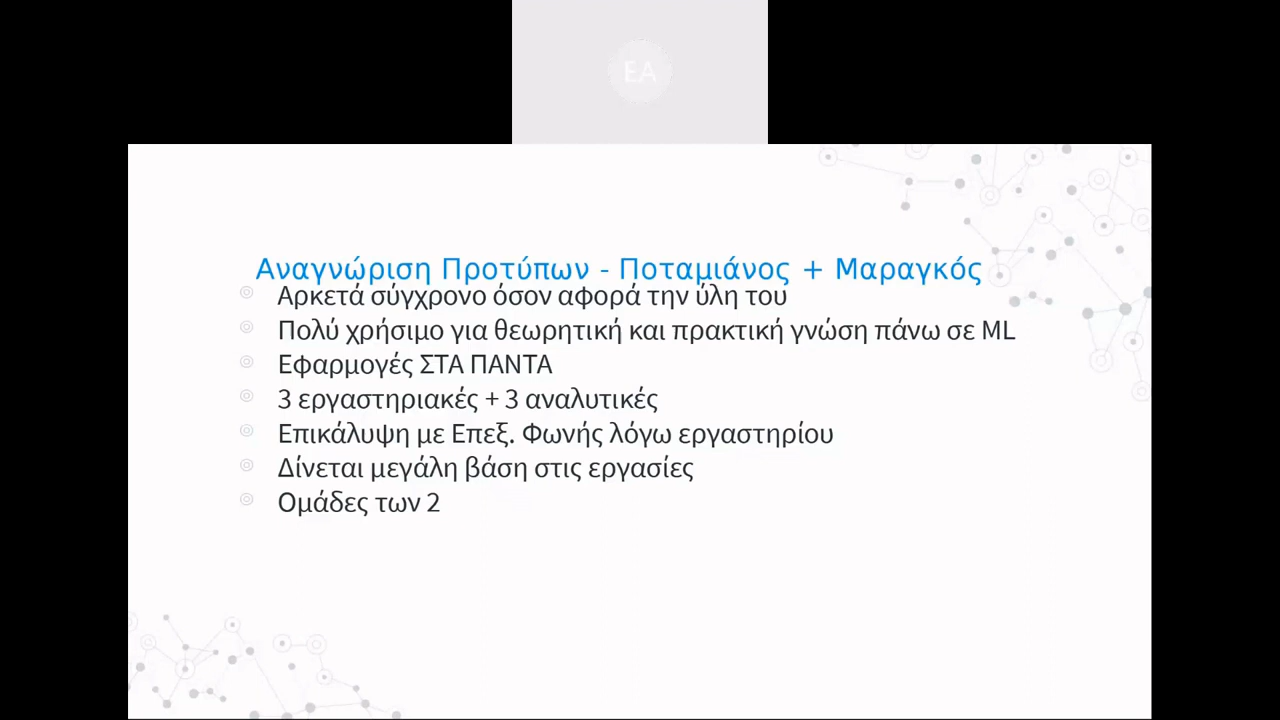 EA
Αναγνώριση Προτύπων - Ποταμιάνος + Μαραγκός
Αρκετά σύγχρονο όσον αφορά την ύλη του
Πολύ χρήσιμο για θεωρητική και πρακτική γνώση πάνω σε ML
Εφαρμογές ΣΤΑ ΠΑΝΤΑ
3 εργαστηριακές + 3 αναλυτικές
Επικάλυψη με Επεξ. Φωνής λόγω εργαστηρίου
Δίνεται μεγάλη βάση στις εργασίες
Ομάδες των 2